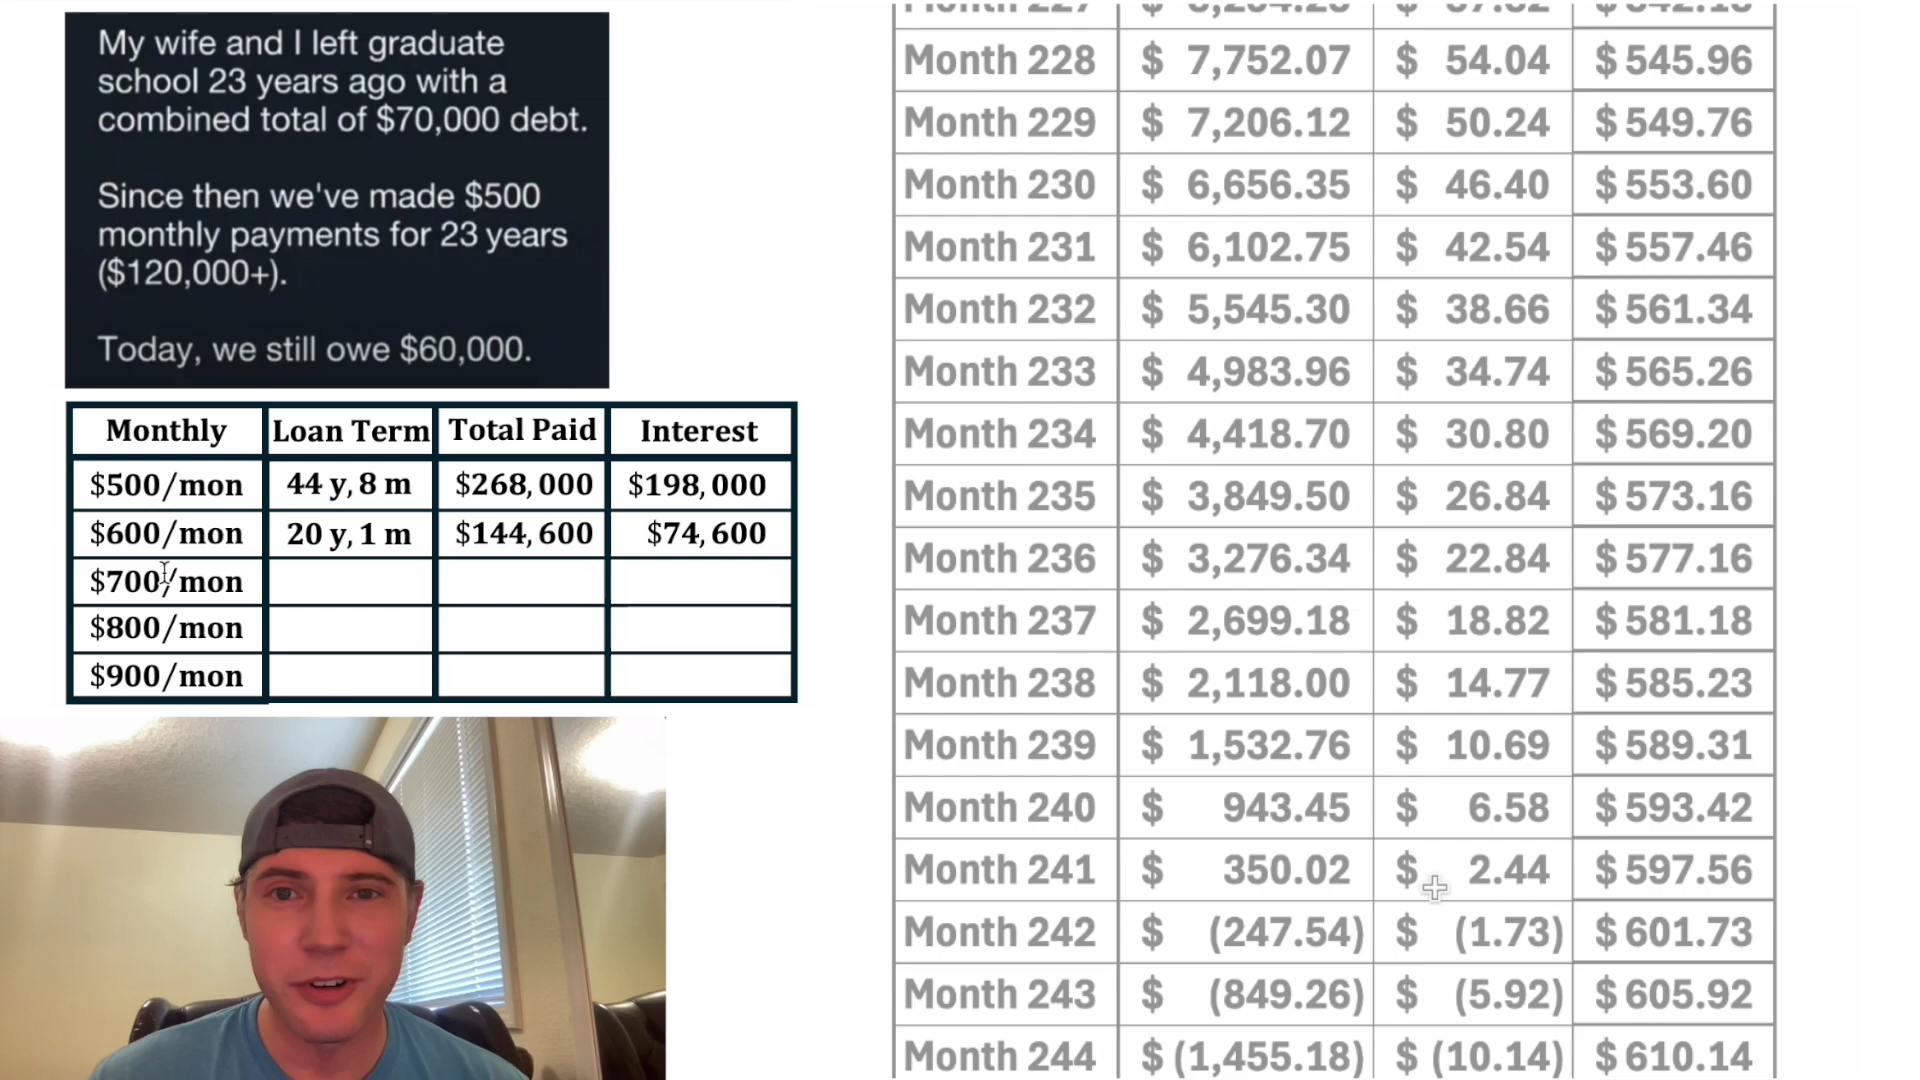 My wife and I left graduate
school 23 years ago with a
combined total of $70,000 debt.
Since then we've made $500
monthly payments for 23 years
($120,000+).
Today, we still owe $60,000.
Monthly Loan Term Total Paid Interest
$500/mon 44 y, 8 m $268,000 $198,000
$600/mon 20 y, 1 m $144,600 $74,600
$700/mon
$800/mon
$900/mon
Month 228 $ 7,752.07 $ 54.04 $545.96
Month 229 $ 7,206.12 $ 50.24 $549.76
Month 230 $ 6,656.35 $ 46.40 $553.60
Month 231 $ 6,102.75 $ 42.54 $557.46
Month 232 $ 5,545.30 $ 38.66 $561.34
Month 233 $ 4,983.96 $ 34.74 $565.26
Month 234 $ 4,418.70 $ 30.80 $569.20
Month 235 $ 3,849.50 $ 26.84 $573.16
Month 236 $ 3,276.34 $ 22.84 $577.16
Month 237 $ 2,699.18 $ 18.82 $581.18
Month 238 $ 2,118.00 $ 14.77 $585.23
Month 239 $ 1,532.76 $ 10.69 $589.31
Month 240 $ 943.45 $ 6.58 $593.42
Month 241 $ 350.02 $ 2.44 $597.56
Month 242 $ (247.54) $ (1.73) $601.73
Month 243 $ (849.26) $ (5.92) $605.92
Month 244 $ (1,455.18) $ (10.14) $610.14